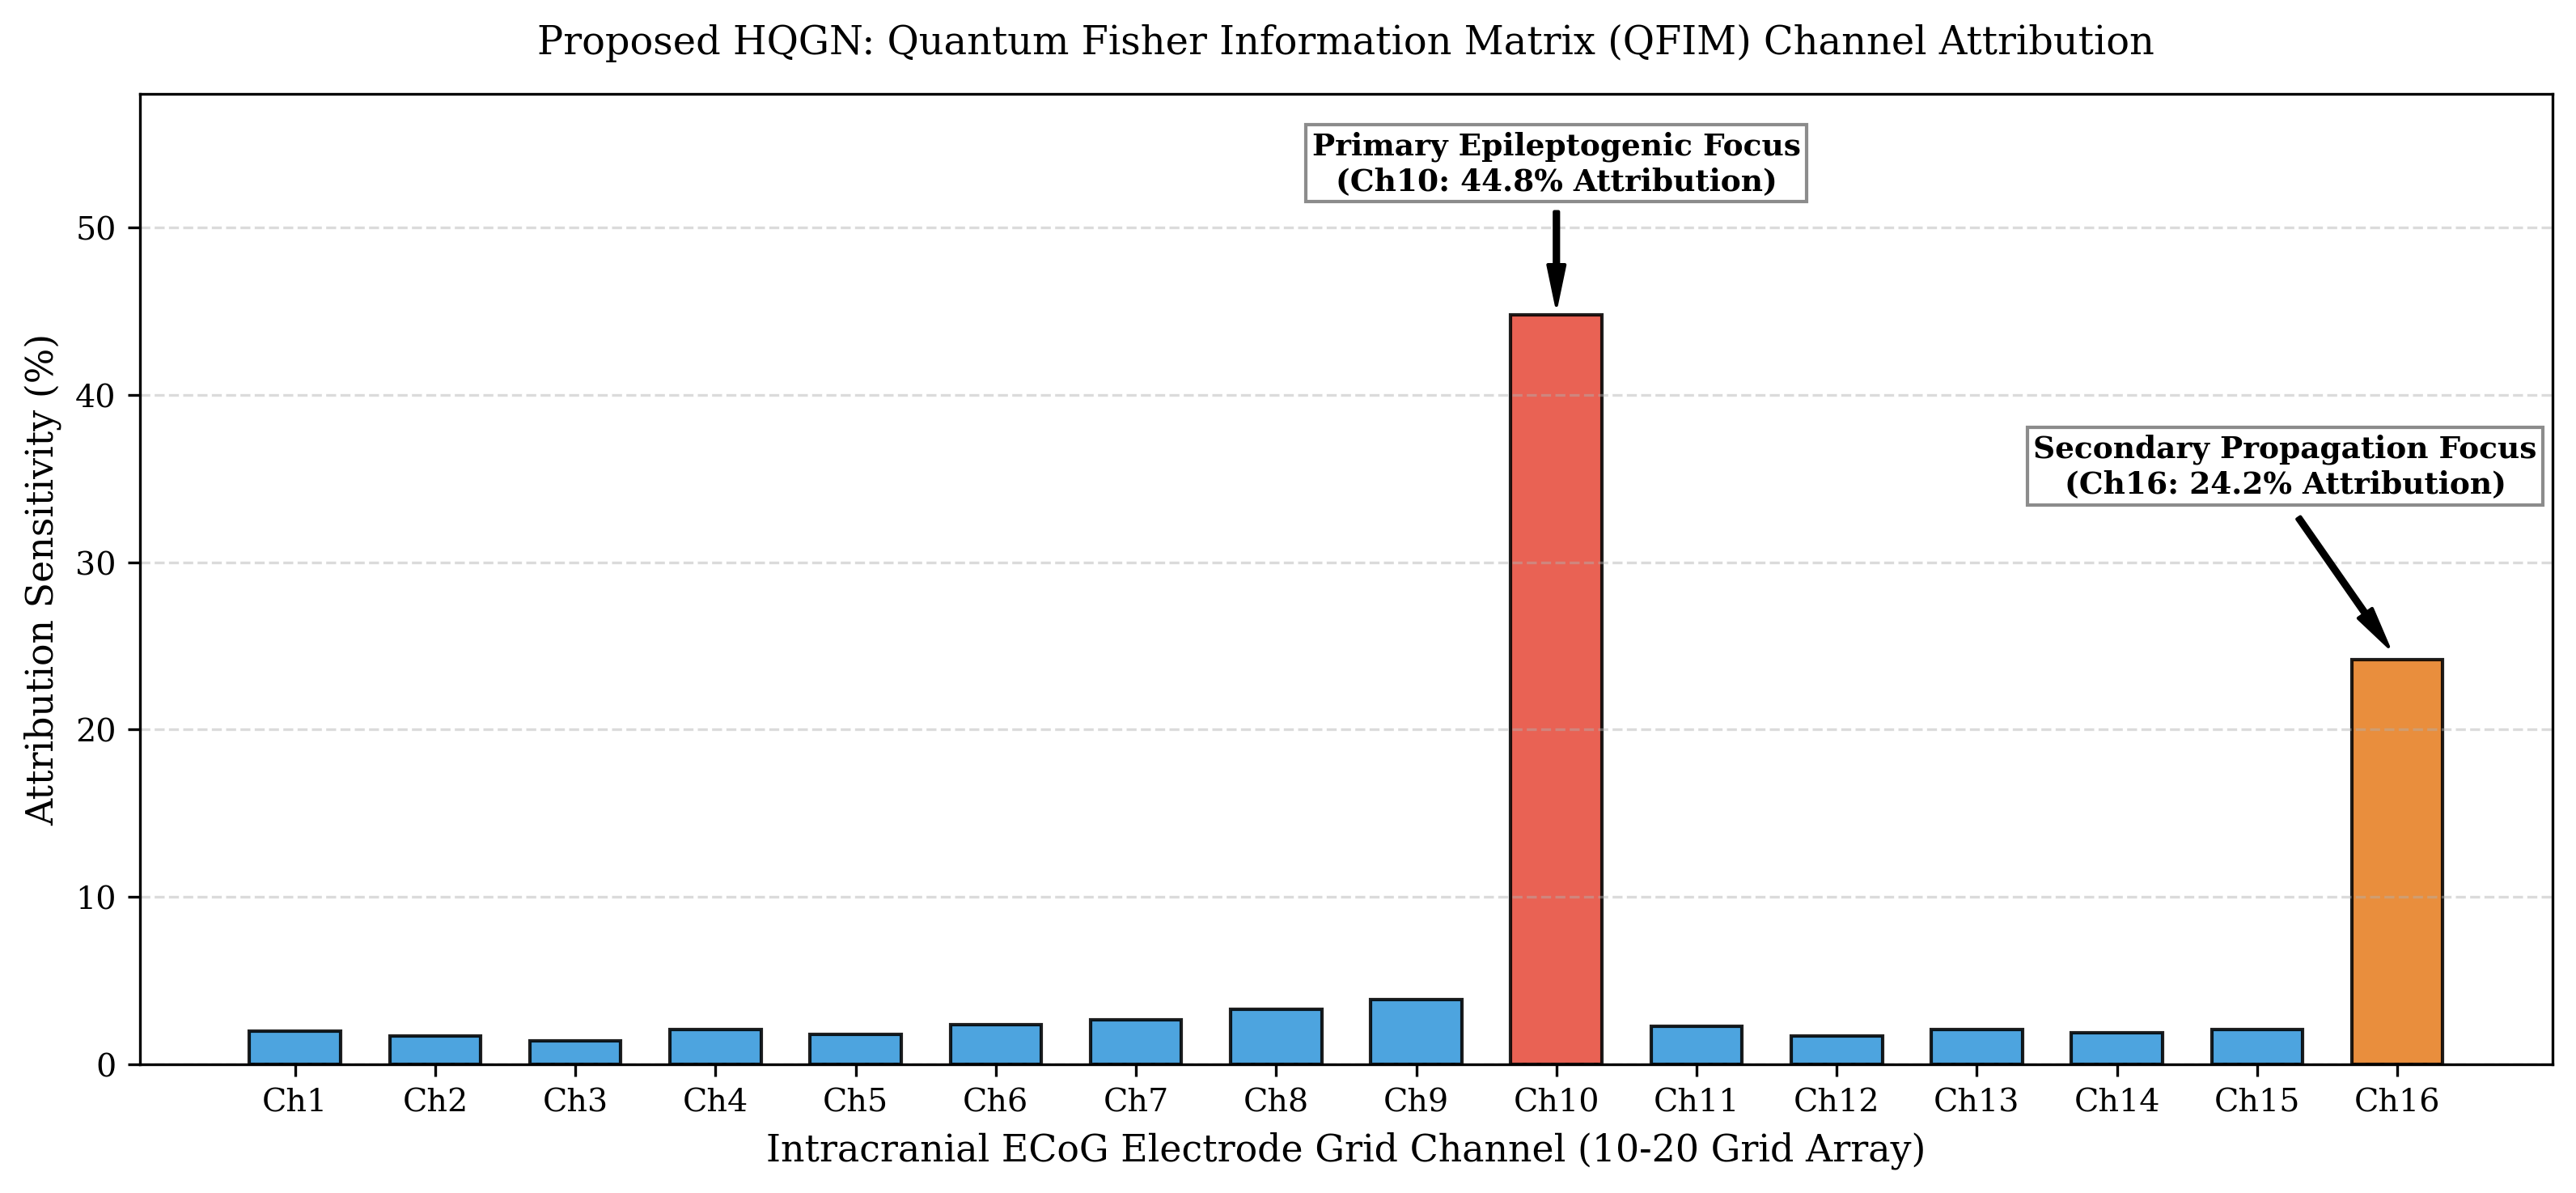 Proposed HQGN: Quantum Fisher Information Matrix (QFIM) Channel Attribution
Primary Epileptogenic Focus
(Ch10: 44.8% Attribution)
Secondary Propagation Focus
(Ch16: 24.2% Attribution)
Attribution Sensitivity (%)
50
40
30
20
10
0
Ch1 Ch2 Ch3 Ch4 Ch5 Ch6 Ch7 Ch8 Ch9 Ch10 Ch11 Ch12 Ch13 Ch14 Ch15 Ch16
Intracranial ECoG Electrode Grid Channel (10-20 Grid Array)